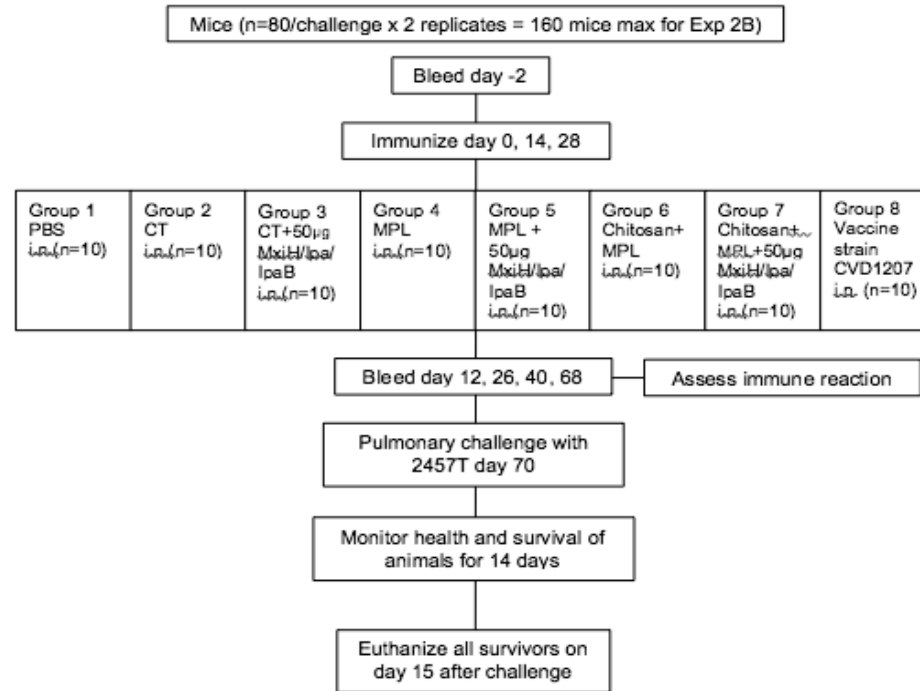 Mice (n=80/challenge x 2 replicates = 160 mice max for Exp 2B)
Bleed day -2
Immunize day 0, 14, 28
Group 1
PBS
i.n.(n=10)
Group 2
CT
i.n.(n=10)
Group 3
CT+50µg
MxiH/Ipa/
IpaB
i.n.(n=10)
Group 4
MPL
i.n.(n=10)
Group 5
MPL +
50µg
MxiH/Ipa/
IpaB
i.n.(n=10)
Group 6
Chitosan+
MPL
i.n.(n=10)
Group 7
Chitosan+
MPL+50µg
MxiH/Ipa/
IpaB
i.n.(n=10)
Group 8
Vaccine
strain
CVD1207
i.n. (n=10)
Bleed day 12, 26, 40, 68
Assess immune reaction
Pulmonary challenge with
2457T day 70
Monitor health and survival of
animals for 14 days
Euthanize all survivors on
day 15 after challenge